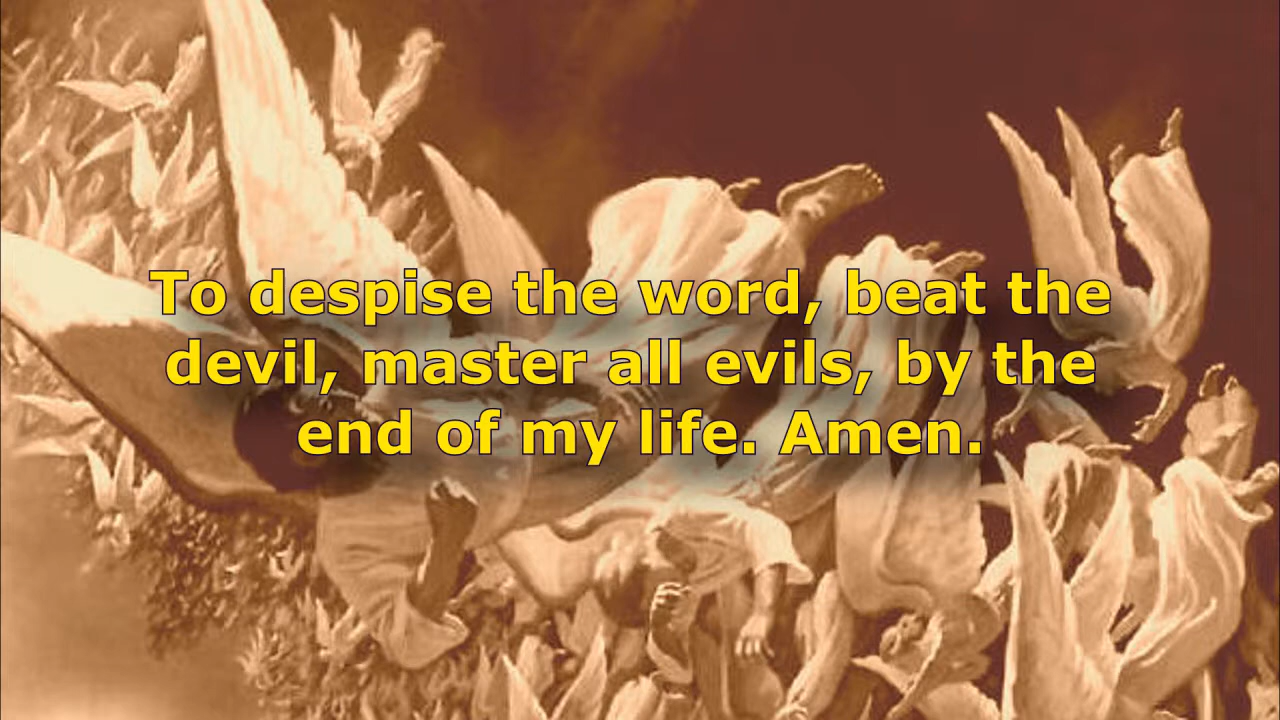 To despise the word, beat the
devil, master all evils, by the
end of my life. Amen.